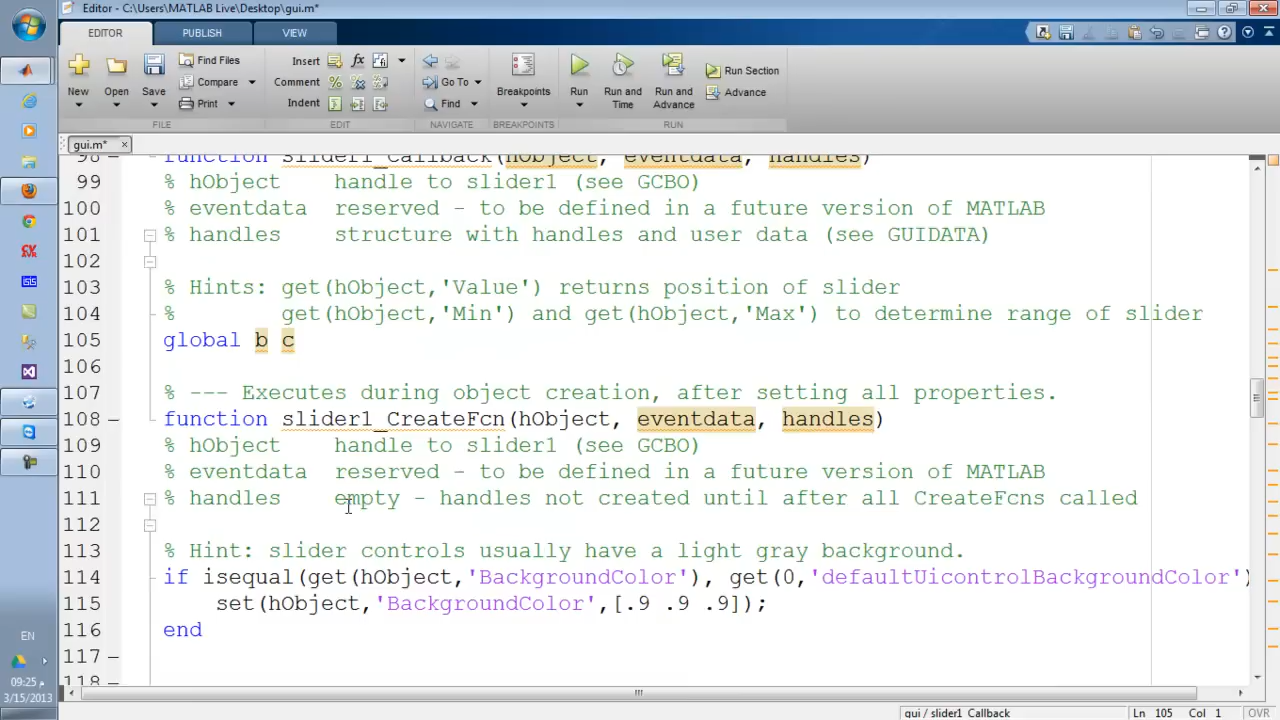 Editor - C:\Users\MATLAB Live\Desktop\gui.m*
EDITOR PUBLISH VIEW
New Open Save
Find Files
Compare
Print
Insert fx
Comment
Indent
Go To
Find
Breakpoints
Run
Run and Time
Run and Advance
Run Section
Advance
FILE EDIT NAVIGATE BREAKPOINTS RUN
gui.m* ×
98 – function slider1_Callback(hObject, eventdata, handles)
99 % hObject    handle to slider1 (see GCBO)
100 % eventdata  reserved - to be defined in a future version of MATLAB
101 % handles    structure with handles and user data (see GUIDATA)
102
103 % Hints: get(hObject,'Value') returns position of slider
104 %        get(hObject,'Min') and get(hObject,'Max') to determine range of slider
105 global b c
106
107 % --- Executes during object creation, after setting all properties.
108 – function slider1_CreateFcn(hObject, eventdata, handles)
109 % hObject    handle to slider1 (see GCBO)
110 % eventdata  reserved - to be defined in a future version of MATLAB
111 % handles    empty - handles not created until after all CreateFcns called
112
113 % Hint: slider controls usually have a light gray background.
114 – if isequal(get(hObject,'BackgroundColor'), get(0,'defaultUicontrolBackgroundColor')
115 –     set(hObject,'BackgroundColor',[.9 .9 .9]);
116 – end
117 –
118
EN
09:25 م
3/15/2013
gui / slider1_Callback
Ln 105 Col 1 OVR